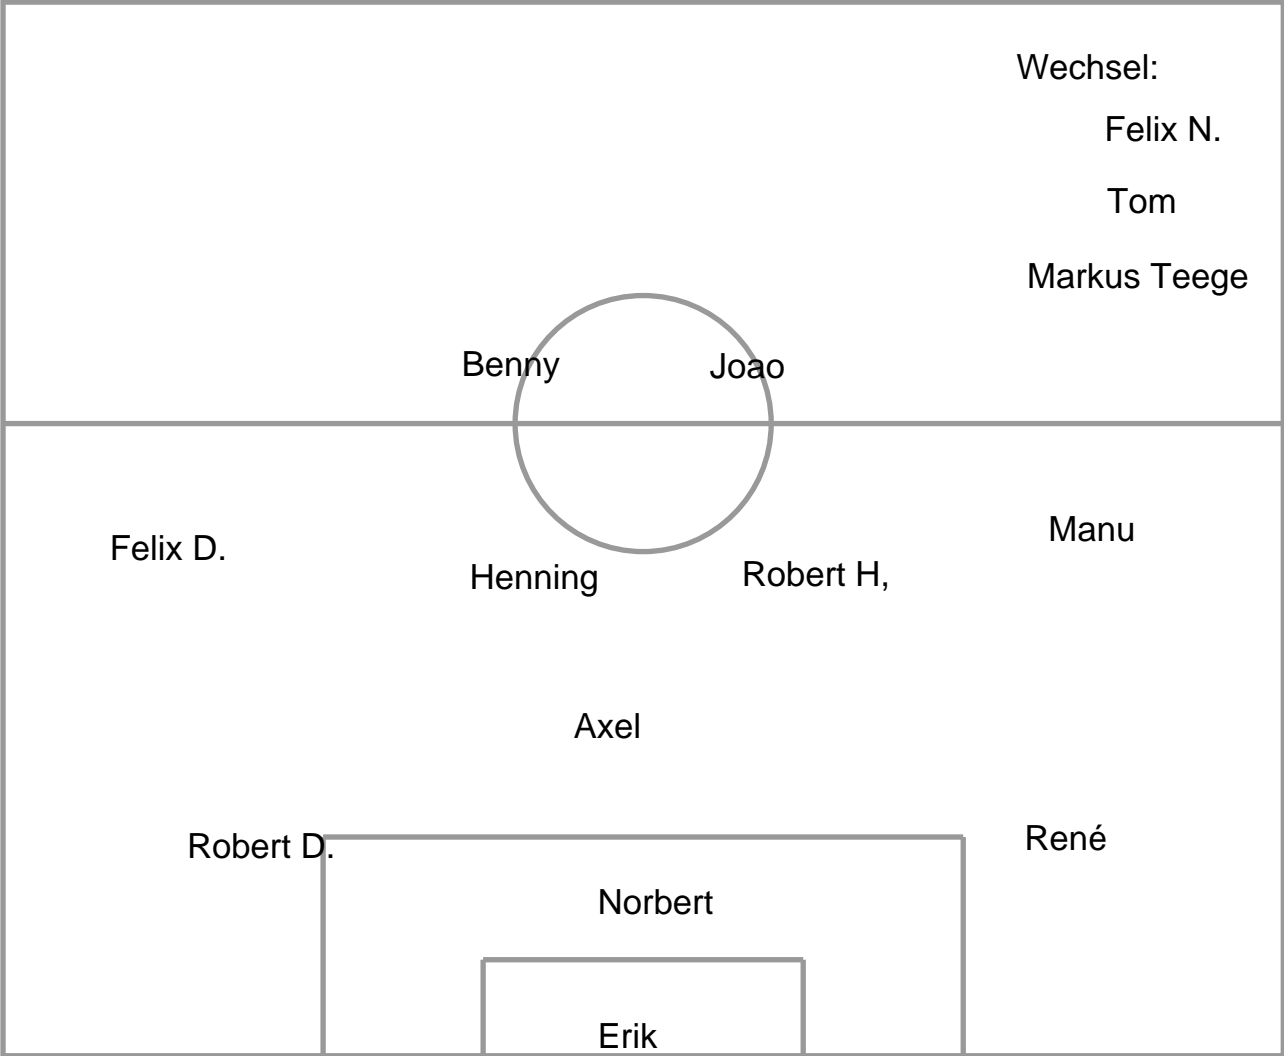 Wechsel:
Felix N.
Tom
Markus Teege
Benny
Joao
Felix D.
Henning
Robert H,
Manu
Axel
Robert D.
René
Norbert
Erik